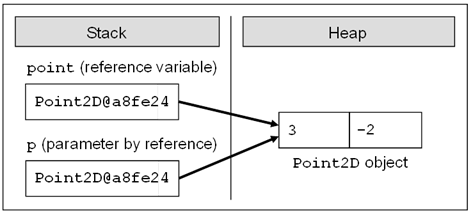 Stack
Heap
point (reference variable)
Point2D@a8fe24
p (parameter by reference)
Point2D@a8fe24
3 -2
Point2D object